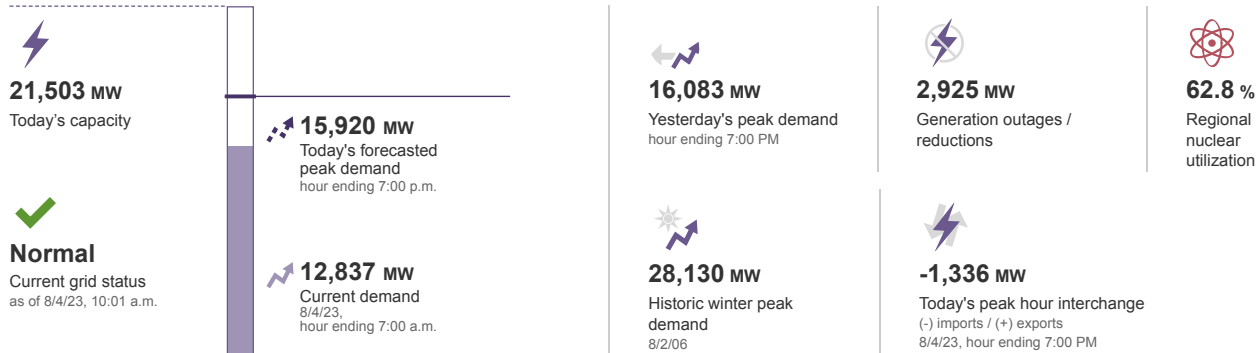 21,503 MW
Today's capacity
Normal
Current grid status
as of 8/4/23, 10:01 a.m.
15,920 MW
Today's forecasted
peak demand
hour ending 7:00 p.m.
12,837 MW
Current demand
8/4/23,
hour ending 7:00 a.m.
16,083 MW
Yesterday's peak demand
hour ending 7:00 PM
2,925 MW
Generation outages /
reductions
62.8 %
Regional
nuclear
utilization
28,130 MW
Historic winter peak
demand
8/2/06
-1,336 MW
Today's peak hour interchange
(-) imports / (+) exports
8/4/23, hour ending 7:00 PM